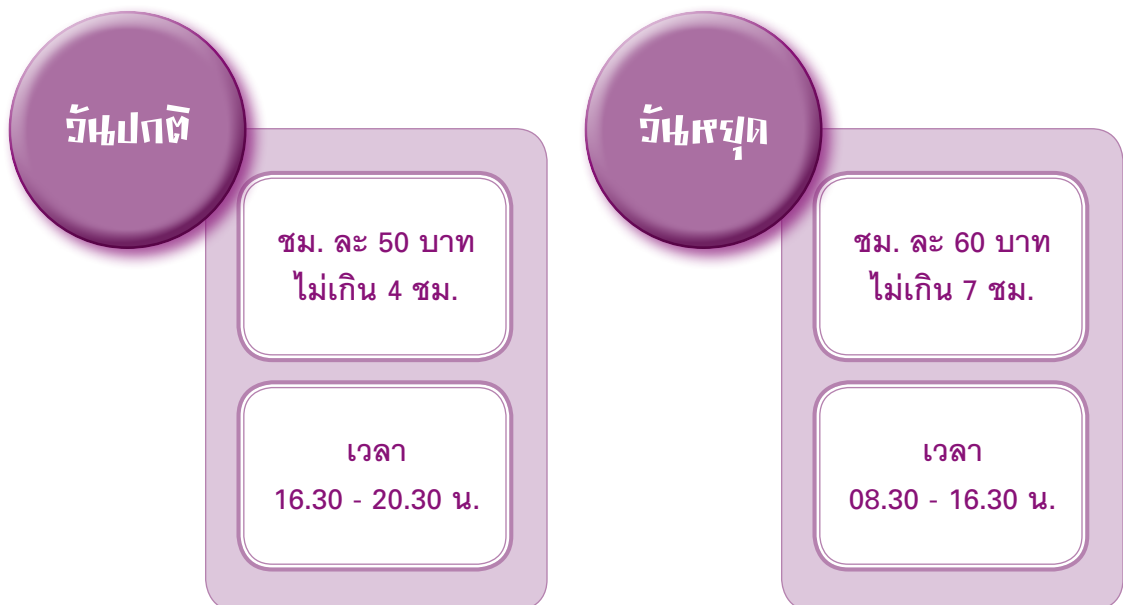 วันปกติ
ชม. ละ 50 บาท
ไม่เกิน 4 ชม.
เวลา
16.30 - 20.30 น.
วันหยุด
ชม. ละ 60 บาท
ไม่เกิน 7 ชม.
เวลา
08.30 - 16.30 น.